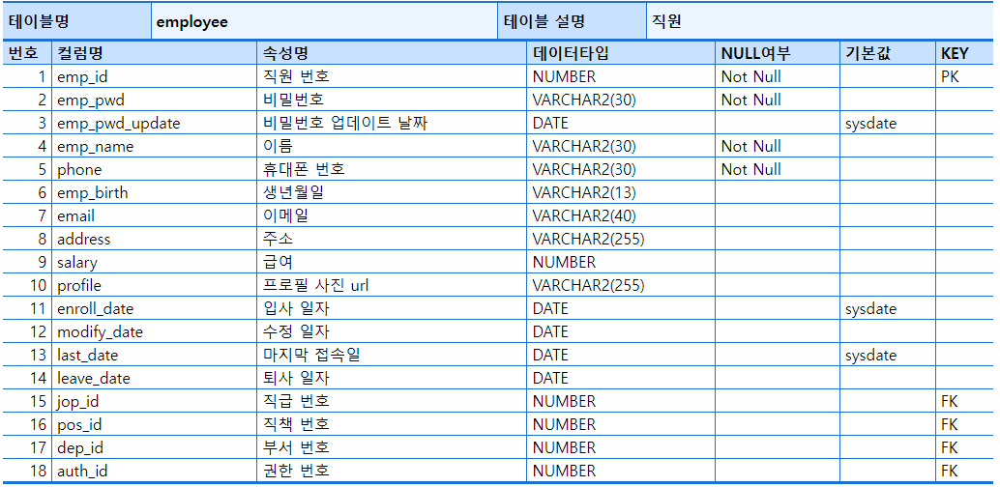 테이블명 employee 테이블 설명 직원
번호 컬럼명 속성명 데이터타입 NULL여부 기본값 KEY
1 emp_id 직원 번호 NUMBER Not Null PK
2 emp_pwd 비밀번호 VARCHAR2(30) Not Null
3 emp_pwd_update 비밀번호 업데이트 날짜 DATE sysdate
4 emp_name 이름 VARCHAR2(30) Not Null
5 phone 휴대폰 번호 VARCHAR2(30) Not Null
6 emp_birth 생년월일 VARCHAR2(13)
7 email 이메일 VARCHAR2(40)
8 address 주소 VARCHAR2(255)
9 salary 급여 NUMBER
10 profile 프로필 사진 url VARCHAR2(255)
11 enroll_date 입사 일자 DATE sysdate
12 modify_date 수정 일자 DATE
13 last_date 마지막 접속일 DATE sysdate
14 leave_date 퇴사 일자 DATE
15 jop_id 직급 번호 NUMBER FK
16 pos_id 직책 번호 NUMBER FK
17 dep_id 부서 번호 NUMBER FK
18 auth_id 권한 번호 NUMBER FK